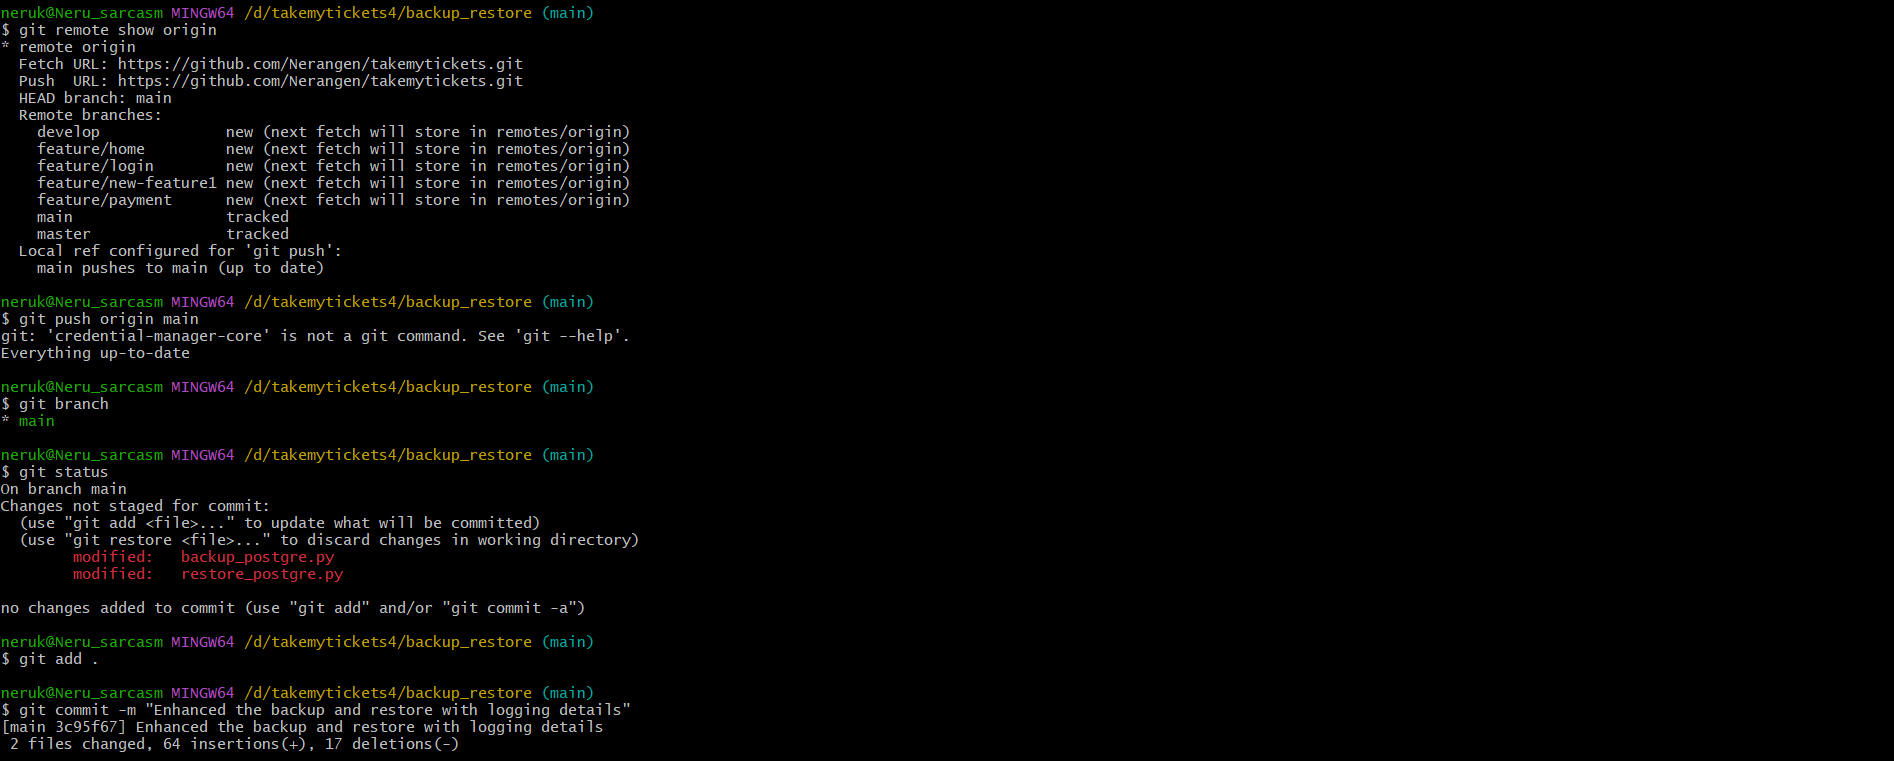 neruk@Neru_sarcasm MINGW64 /d/takemytickets4/backup_restore (main)
$ git remote show origin
* remote origin
  Fetch URL: https://github.com/Nerangen/takemytickets.git
  Push  URL: https://github.com/Nerangen/takemytickets.git
  HEAD branch: main
  Remote branches:
    develop              new (next fetch will store in remotes/origin)
    feature/home         new (next fetch will store in remotes/origin)
    feature/login        new (next fetch will store in remotes/origin)
    feature/new-feature1 new (next fetch will store in remotes/origin)
    feature/payment      new (next fetch will store in remotes/origin)
    main                 tracked
    master               tracked
  Local ref configured for 'git push':
    main pushes to main (up to date)

neruk@Neru_sarcasm MINGW64 /d/takemytickets4/backup_restore (main)
$ git push origin main
git: 'credential-manager-core' is not a git command. See 'git --help'.
Everything up-to-date

neruk@Neru_sarcasm MINGW64 /d/takemytickets4/backup_restore (main)
$ git branch
* main

neruk@Neru_sarcasm MINGW64 /d/takemytickets4/backup_restore (main)
$ git status
On branch main
Changes not staged for commit:
  (use "git add <file>..." to update what will be committed)
  (use "git restore <file>..." to discard changes in working directory)
        modified:   backup_postgre.py
        modified:   restore_postgre.py

no changes added to commit (use "git add" and/or "git commit -a")

neruk@Neru_sarcasm MINGW64 /d/takemytickets4/backup_restore (main)
$ git add .

neruk@Neru_sarcasm MINGW64 /d/takemytickets4/backup_restore (main)
$ git commit -m "Enhanced the backup and restore with logging details"
[main 3c95f67] Enhanced the backup and restore with logging details
 2 files changed, 64 insertions(+), 17 deletions(-)